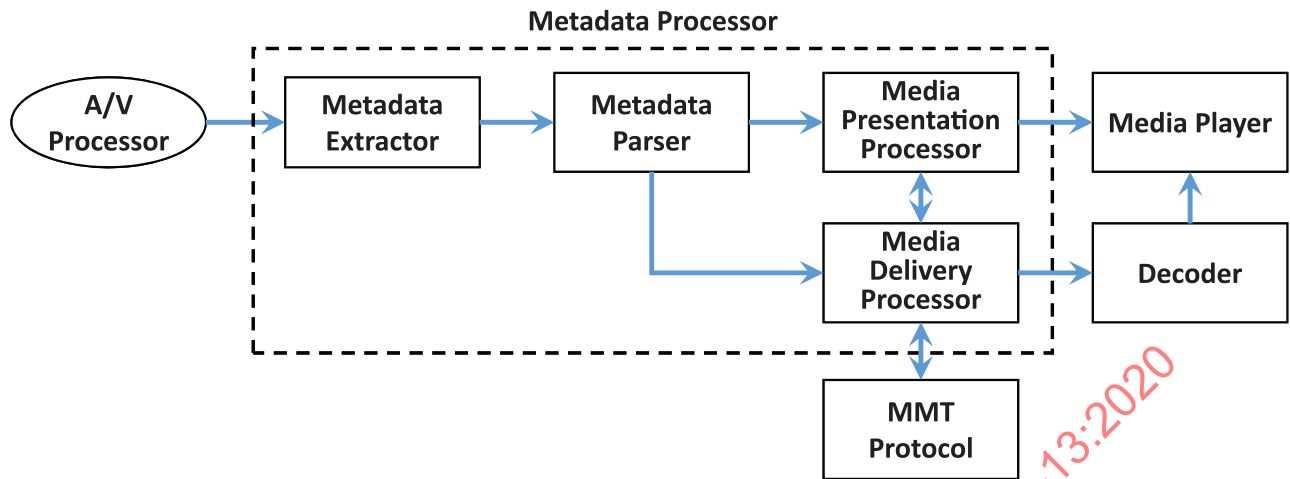 Metadata Processor
A/V
Processor
Metadata
Extractor
Metadata
Parser
Media
Presentation
Processor
Media Player
Media
Delivery
Processor
Decoder
MMT
Protocol
-13:2020